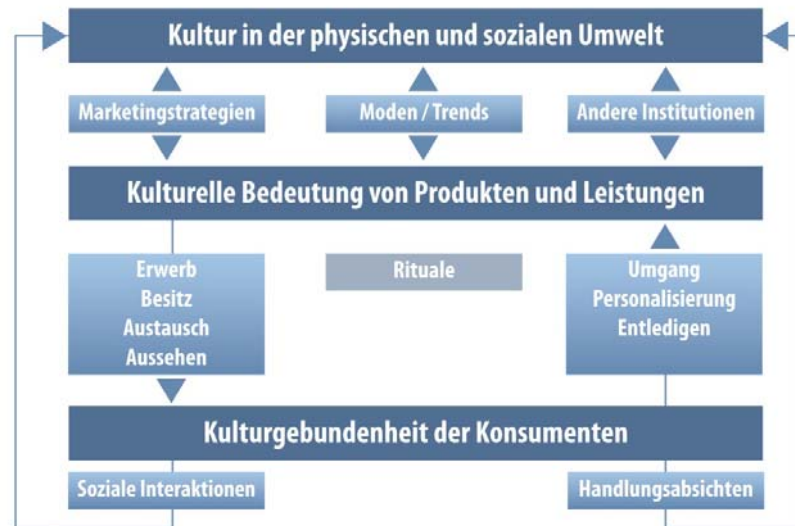 Kultur in der physischen und sozialen Umwelt
Marketingstrategien
Moden / Trends
Andere Institutionen
Kulturelle Bedeutung von Produkten und Leistungen
Erwerb
Besitz
Austausch
Aussehen
Rituale
Umgang
Personalisierung
Entledigen
Kulturgebundenheit der Konsumenten
Soziale Interaktionen
Handlungsabsichten